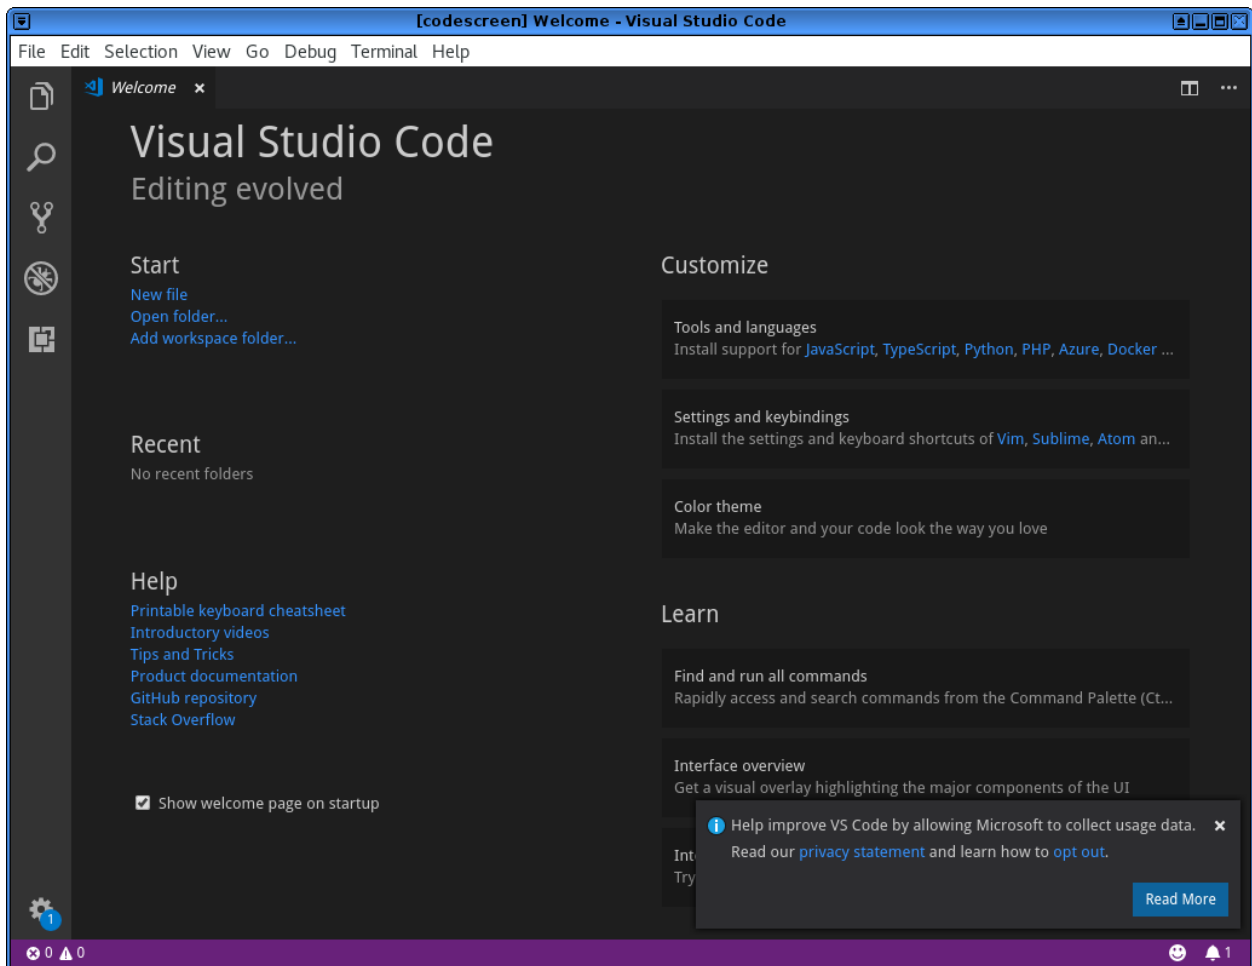 [codescreen] Welcome - Visual Studio Code
File Edit Selection View Go Debug Terminal Help
Welcome
Visual Studio Code
Editing evolved
Start
New file
Open folder...
Add workspace folder...
Recent
No recent folders
Help
Printable keyboard cheatsheet
Introductory videos
Tips and Tricks
Product documentation
GitHub repository
Stack Overflow
Show welcome page on startup
Customize
Tools and languages
Install support for JavaScript, TypeScript, Python, PHP, Azure, Docker ...
Settings and keybindings
Install the settings and keyboard shortcuts of Vim, Sublime, Atom an...
Color theme
Make the editor and your code look the way you love
Learn
Find and run all commands
Rapidly access and search commands from the Command Palette (Ct...
Interface overview
Get a visual overlay highlighting the major components of the UI
Int
Try
Help improve VS Code by allowing Microsoft to collect usage data.
Read our privacy statement and learn how to opt out.
Read More
1
0 0
1